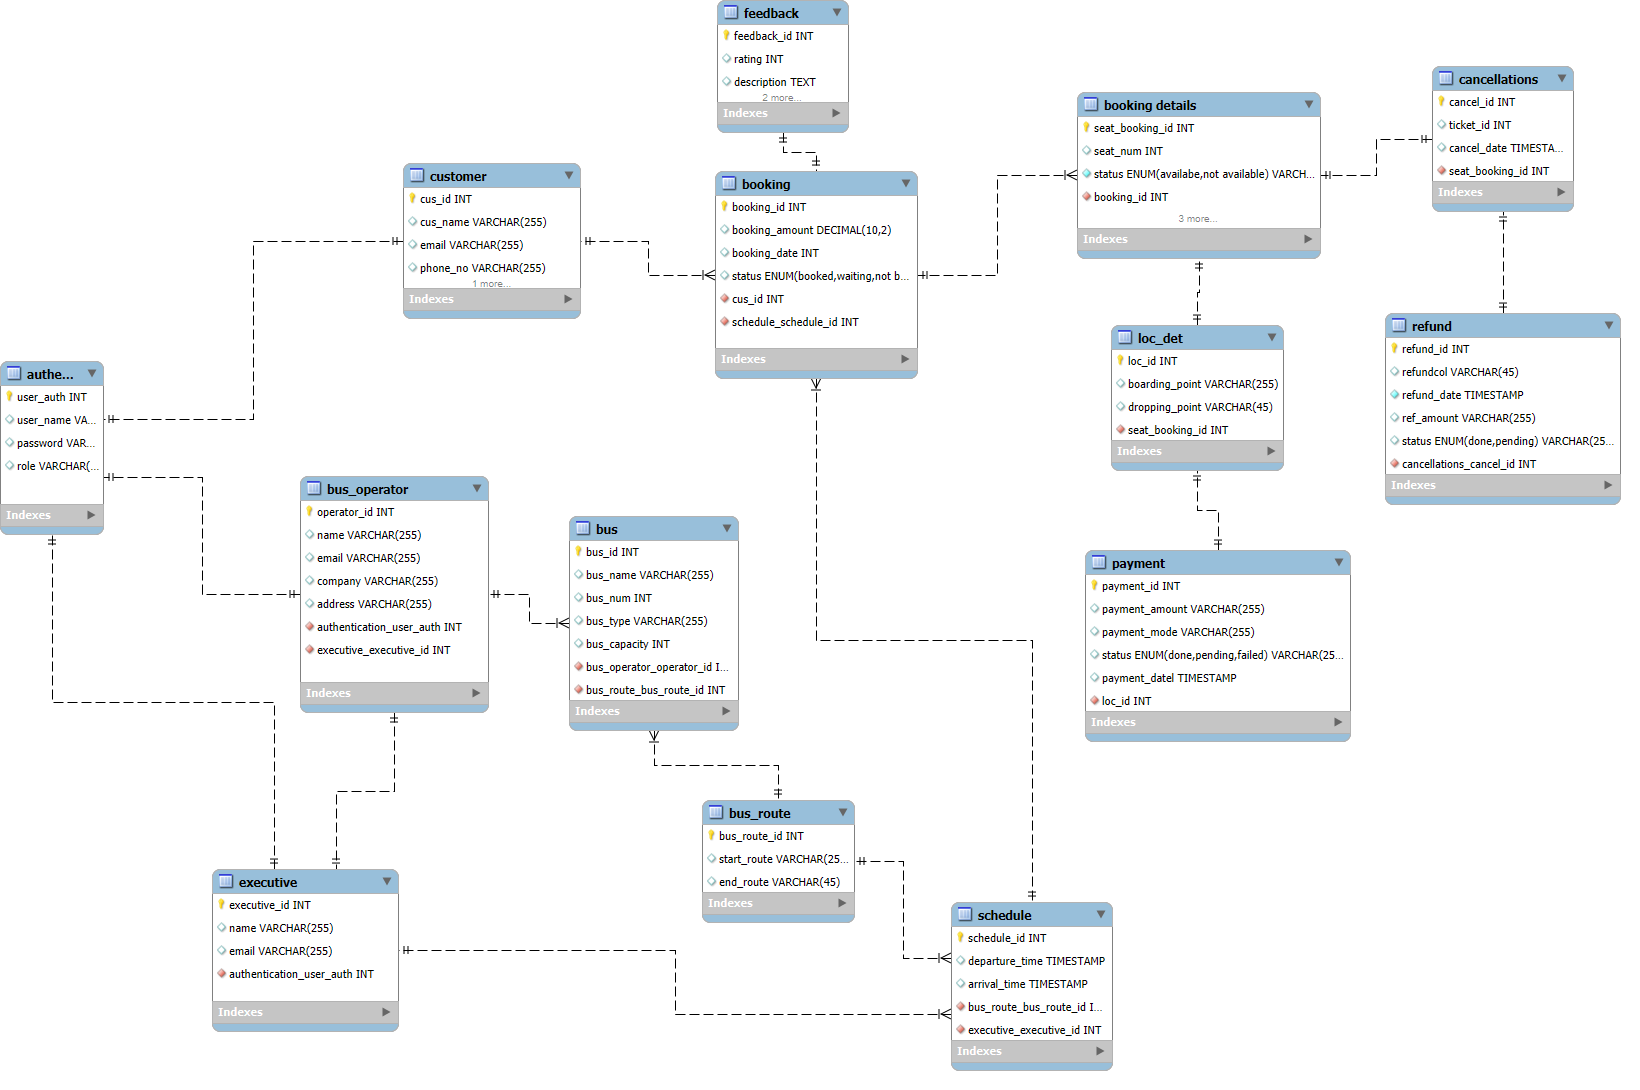 feedback
feedback_id INT
rating INT
description TEXT
2 more...
Indexes
cancellations
cancel_id INT
ticket_id INT
cancel_date TIMESTA...
seat_booking_id INT
Indexes
booking details
seat_booking_id INT
seat_num INT
status ENUM(availabe,not available) VARCH...
booking_id INT
3 more...
Indexes
customer
cus_id INT
cus_name VARCHAR(255)
email VARCHAR(255)
phone_no VARCHAR(255)
1 more...
Indexes
booking
booking_id INT
booking_amount DECIMAL(10,2)
booking_date INT
status ENUM(booked,waiting,not b...
cus_id INT
schedule_schedule_id INT
Indexes
loc_det
loc_id INT
boarding_point VARCHAR(255)
dropping_point VARCHAR(45)
seat_booking_id INT
Indexes
refund
refund_id INT
refundcol VARCHAR(45)
refund_date TIMESTAMP
ref_amount VARCHAR(255)
status ENUM(done,pending) VARCHAR(25...
cancellations_cancel_id INT
Indexes
authe...
user_auth INT
user_name VA...
password VAR...
role VARCHAR(...
Indexes
bus_operator
operator_id INT
name VARCHAR(255)
email VARCHAR(255)
company VARCHAR(255)
address VARCHAR(255)
authentication_user_auth INT
executive_executive_id INT
Indexes
bus
bus_id INT
bus_name VARCHAR(255)
bus_num INT
bus_type VARCHAR(255)
bus_capacity INT
bus_operator_operator_id I...
bus_route_bus_route_id INT
Indexes
payment
payment_id INT
payment_amount VARCHAR(255)
payment_mode VARCHAR(255)
status ENUM(done,pending,failed) VARCHAR(25...
payment_datel TIMESTAMP
loc_id INT
Indexes
bus_route
bus_route_id INT
start_route VARCHAR(25...
end_route VARCHAR(45)
Indexes
executive
executive_id INT
name VARCHAR(255)
email VARCHAR(255)
authentication_user_auth INT
Indexes
schedule
schedule_id INT
departure_time TIMESTAMP
arrival_time TIMESTAMP
bus_route_bus_route_id I...
executive_executive_id INT
Indexes